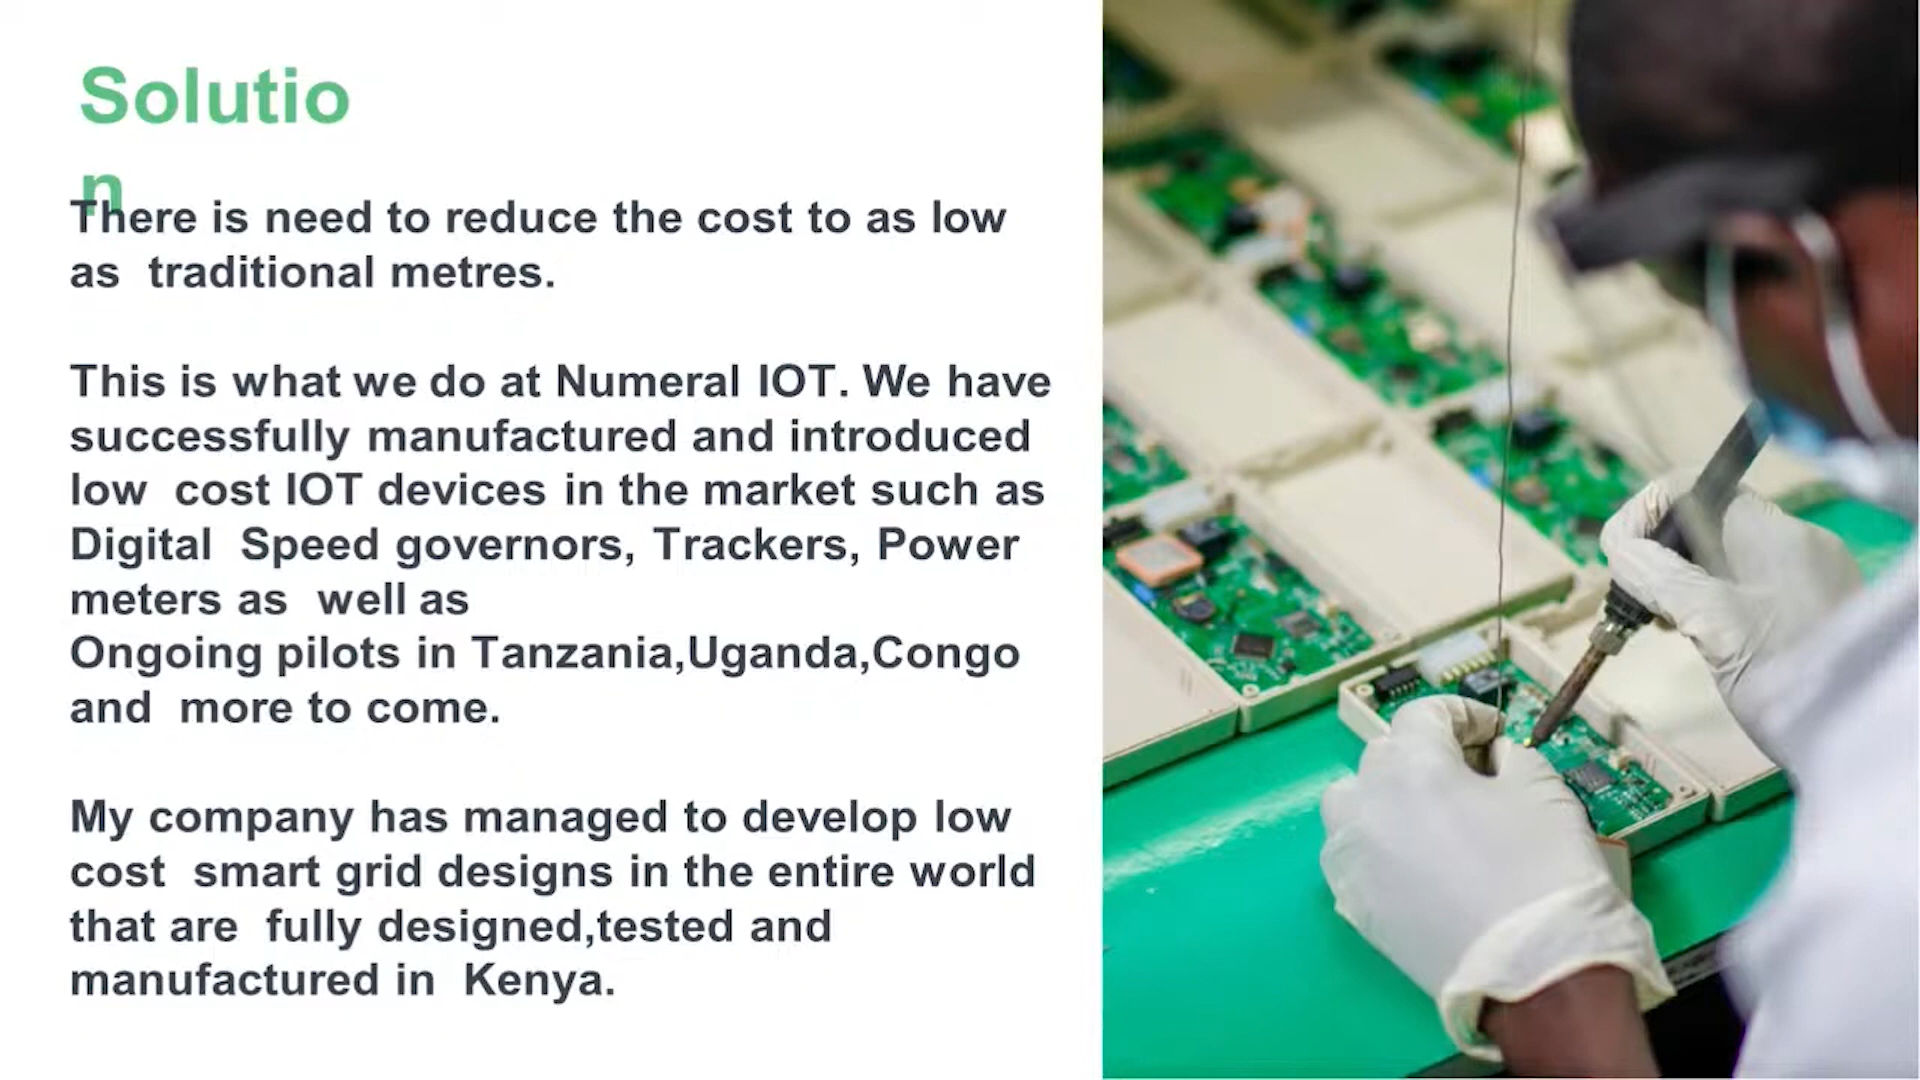 Solutio
n
There is need to reduce the cost to as low
as traditional metres.
This is what we do at Numeral IOT. We have
successfully manufactured and introduced
low cost IOT devices in the market such as
Digital Speed governors, Trackers, Power
meters as well as
Ongoing pilots in Tanzania,Uganda,Congo
and more to come.
My company has managed to develop low
cost smart grid designs in the entire world
that are fully designed,tested and
manufactured in Kenya.